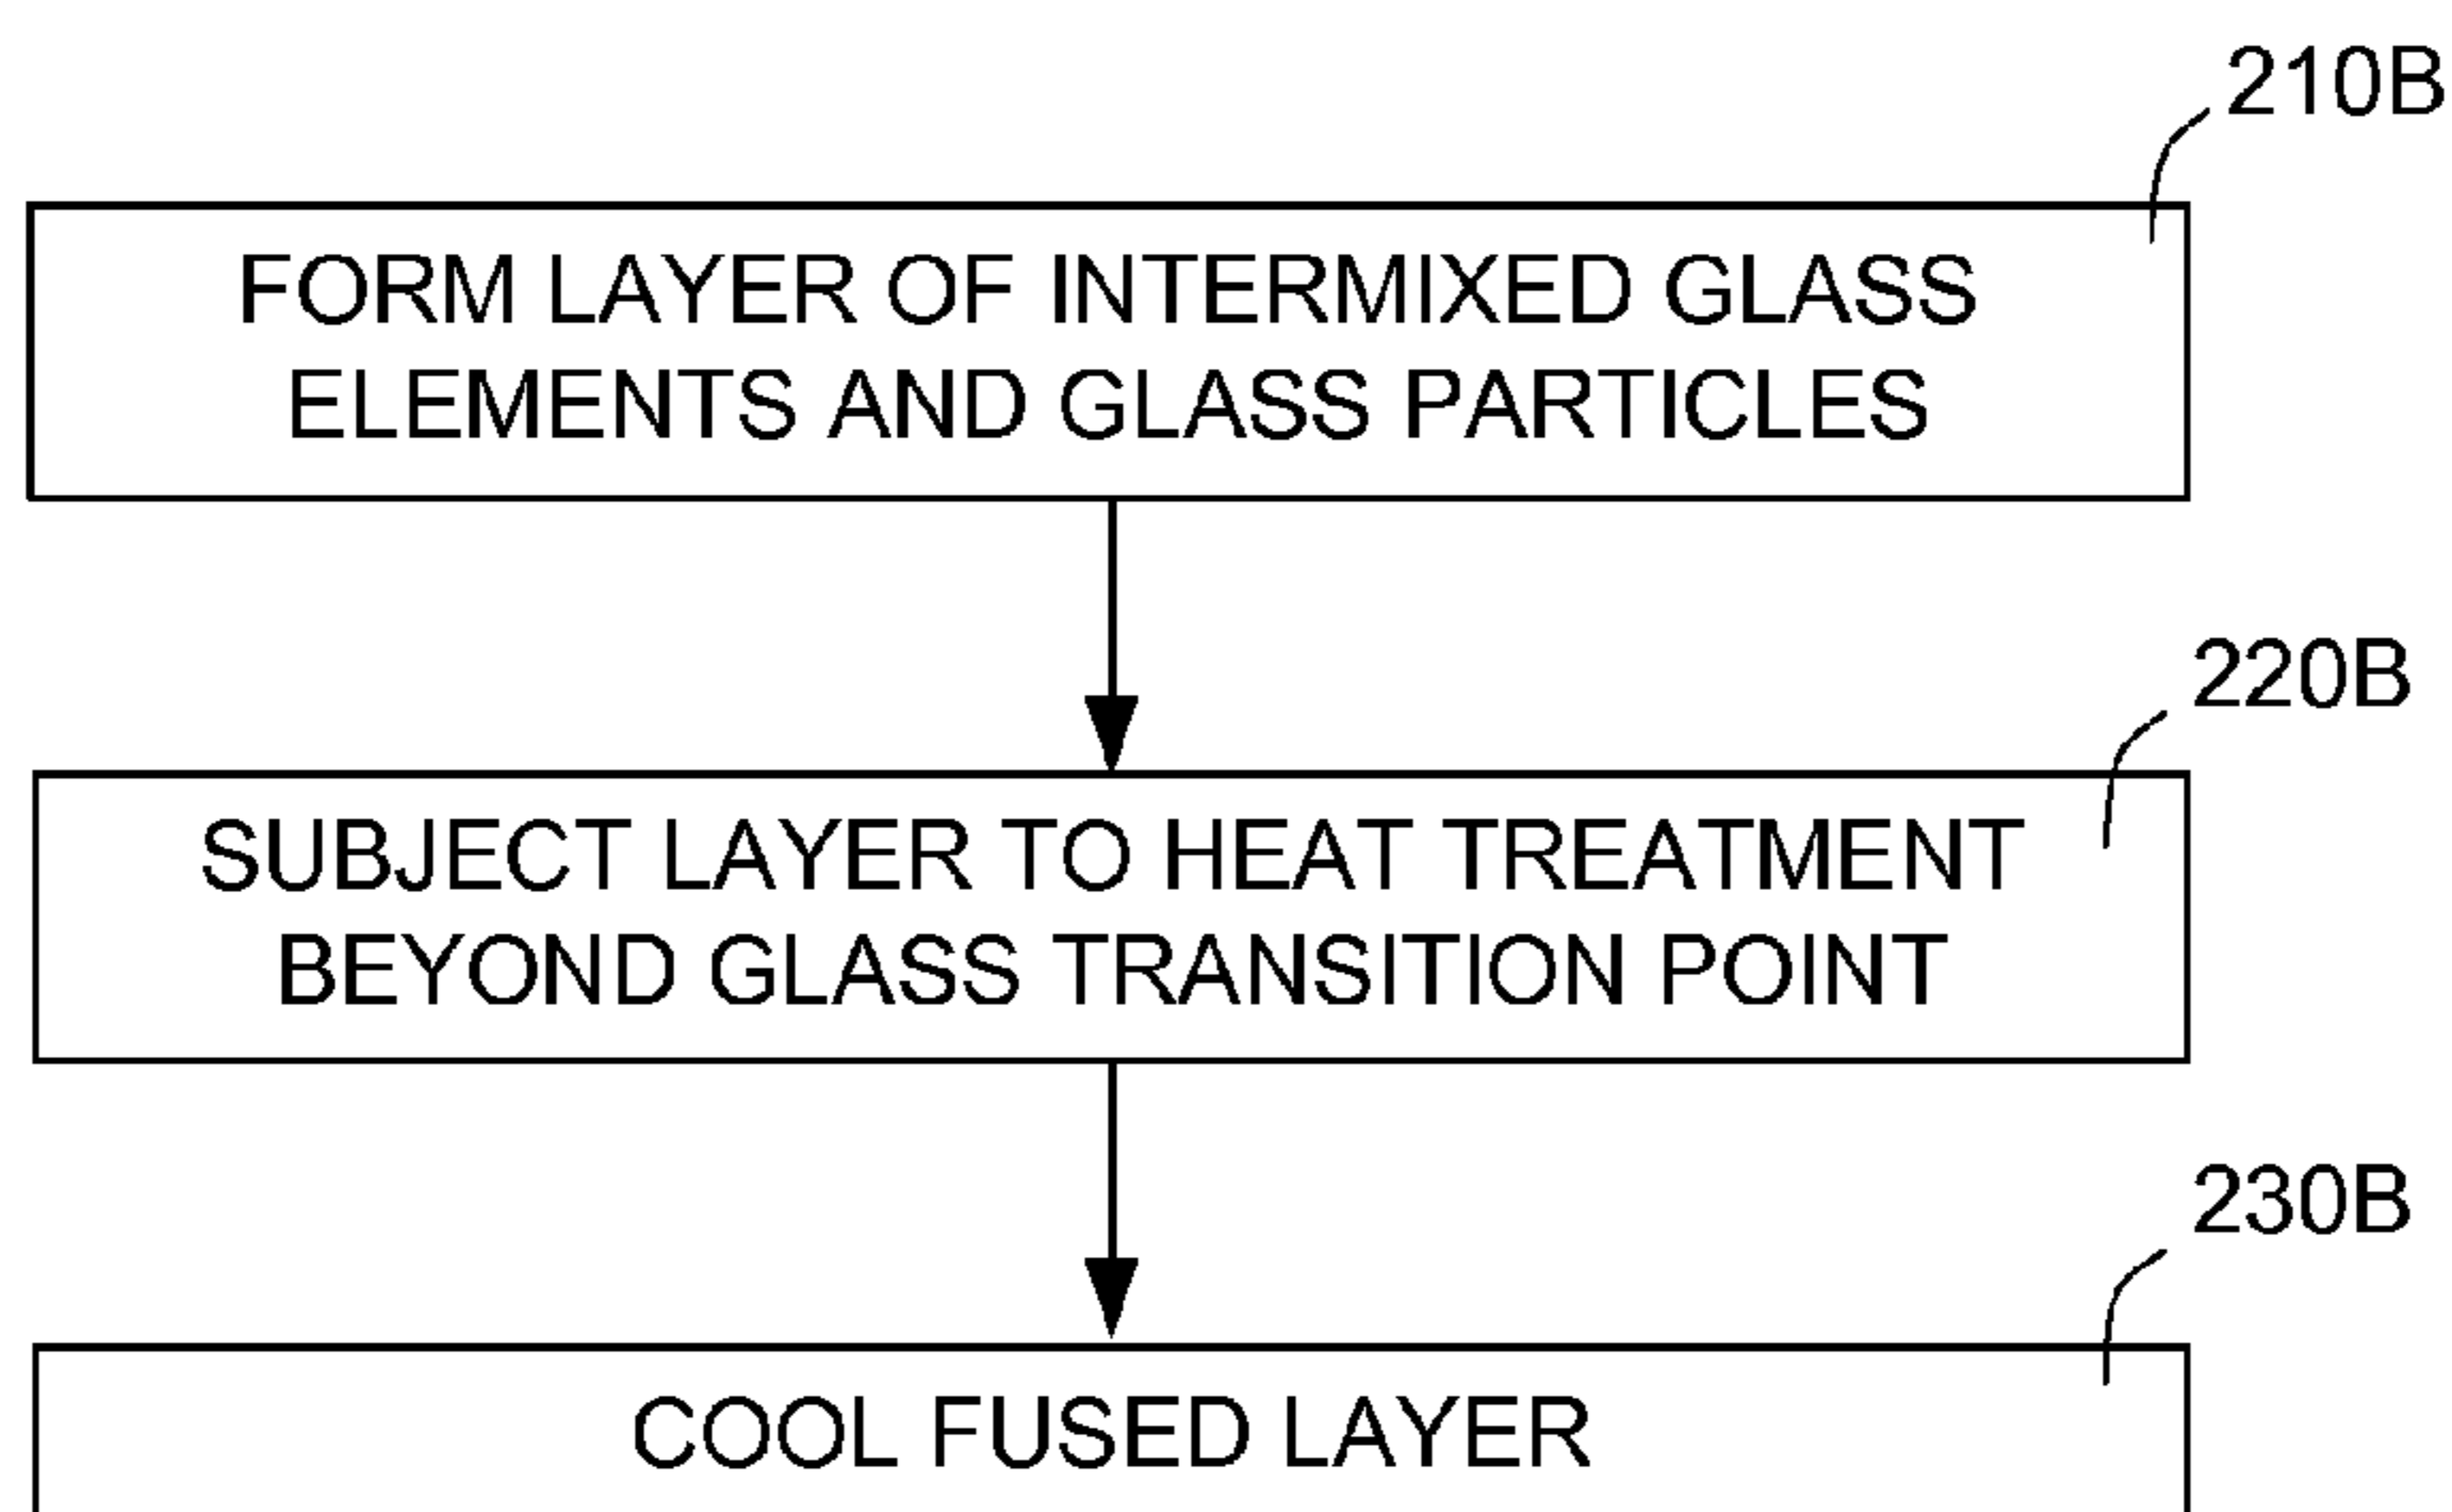 210B
FORM LAYER OF INTERMIXED GLASS
ELEMENTS AND GLASS PARTICLES
220B
SUBJECT LAYER TO HEAT TREATMENT
BEYOND GLASS TRANSITION POINT
230B
COOL FUSED LAYER